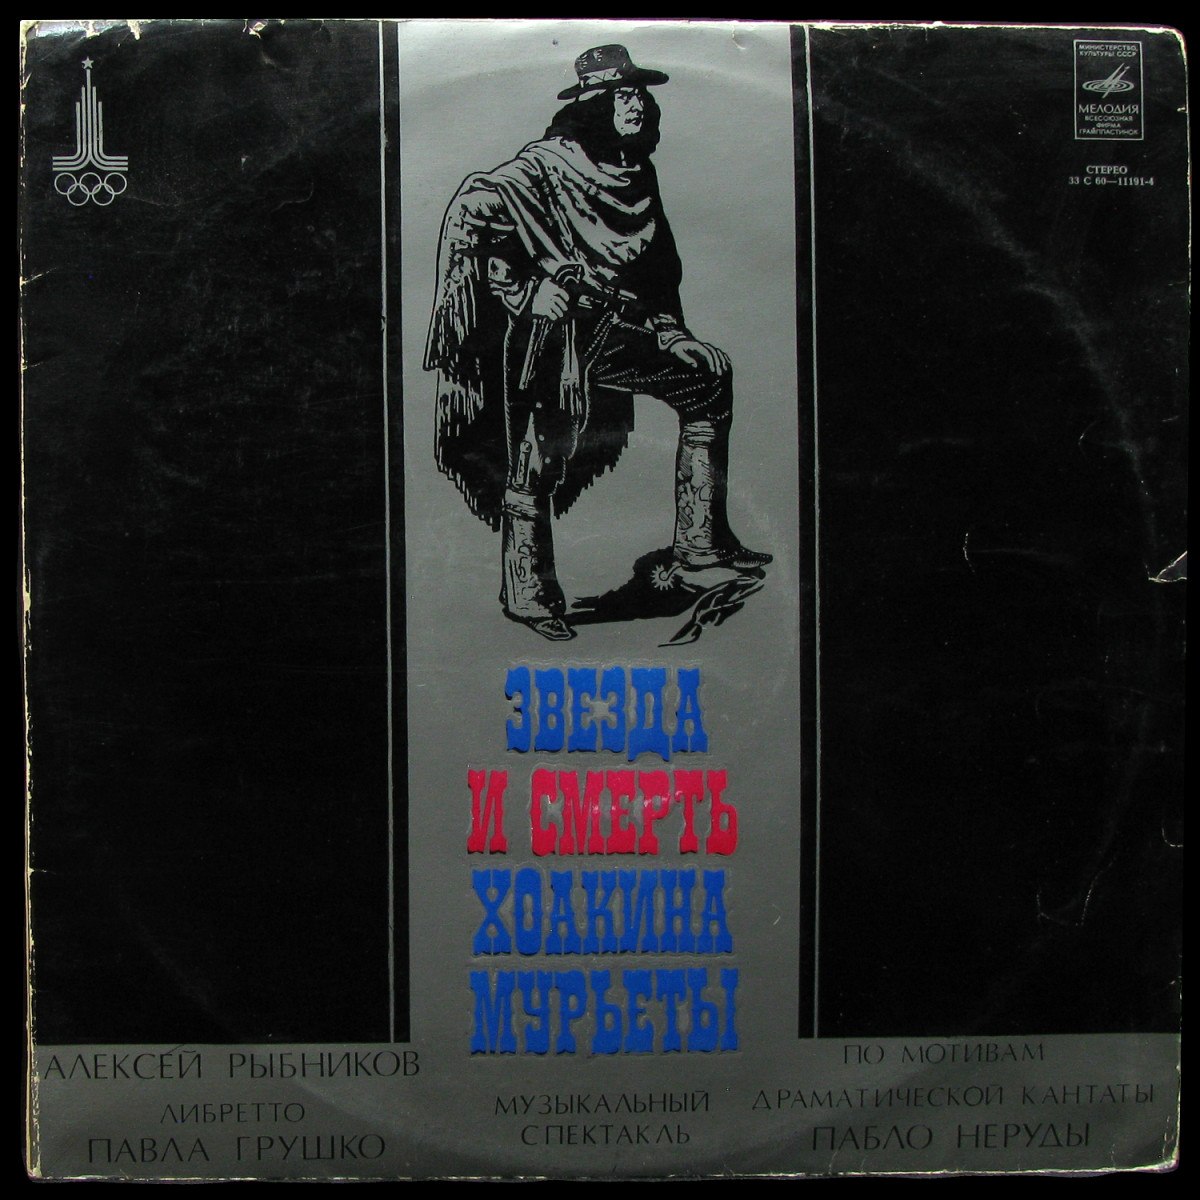 МИНИСТЕРСТВО
КУЛЬТУРЫ СССР
МЕЛОДИЯ
ВСЕСОЮЗНАЯ
ФИРМА
ГРАМПЛАСТИНОК
СТЕРЕО
33 С 60—11191-4
ЗВЕЗДА
И СМЕРТЬ
ХОАКИНА
МУРЬЕТЫ
АЛЕКСЕЙ РЫБНИКОВ
ЛИБРЕТТО
ПАВЛА ГРУШКО
МУЗЫКАЛЬНЫЙ
СПЕКТАКЛЬ
ПО МОТИВАМ
ДРАМАТИЧЕСКОЙ КАНТАТЫ
ПАБЛО НЕРУДЫ